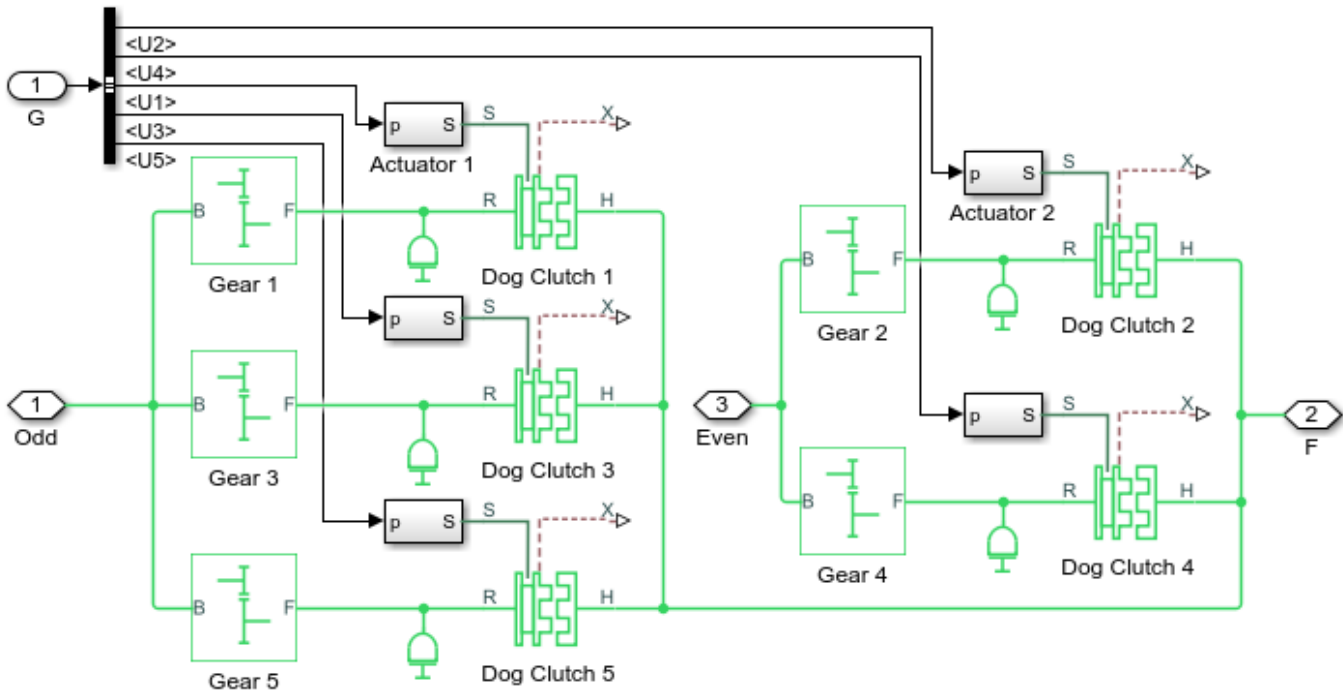 <U2>
<U4>
<U1>
<U3>
<U5>
1
G
p S S X
Actuator 1
p S S X
Actuator 2
B F R H
Gear 1
Dog Clutch 1
B F R H
Gear 2
Dog Clutch 2
p S S X
B F R H
Gear 3
Dog Clutch 3
1
Odd
3
Even
p S S X
2
F
B F R H
Gear 4
Dog Clutch 4
p S S X
B F R H
Gear 5
Dog Clutch 5